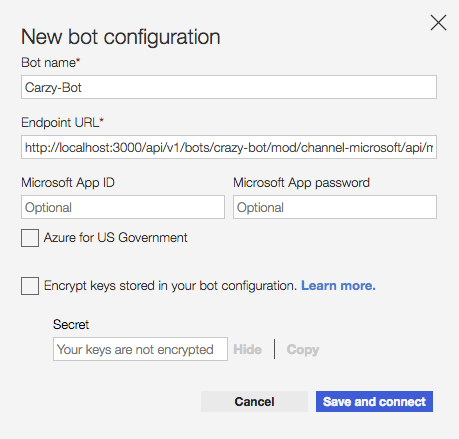 New bot configuration
Bot name*
Carzy-Bot
Endpoint URL*
http://localhost:3000/api/v1/bots/crazy-bot/mod/channel-microsoft/api/m
Microsoft App ID Microsoft App password
Optional Optional
Azure for US Government
Encrypt keys stored in your bot configuration. Learn more.
Secret
Your keys are not encrypted Hide Copy
Cancel Save and connect